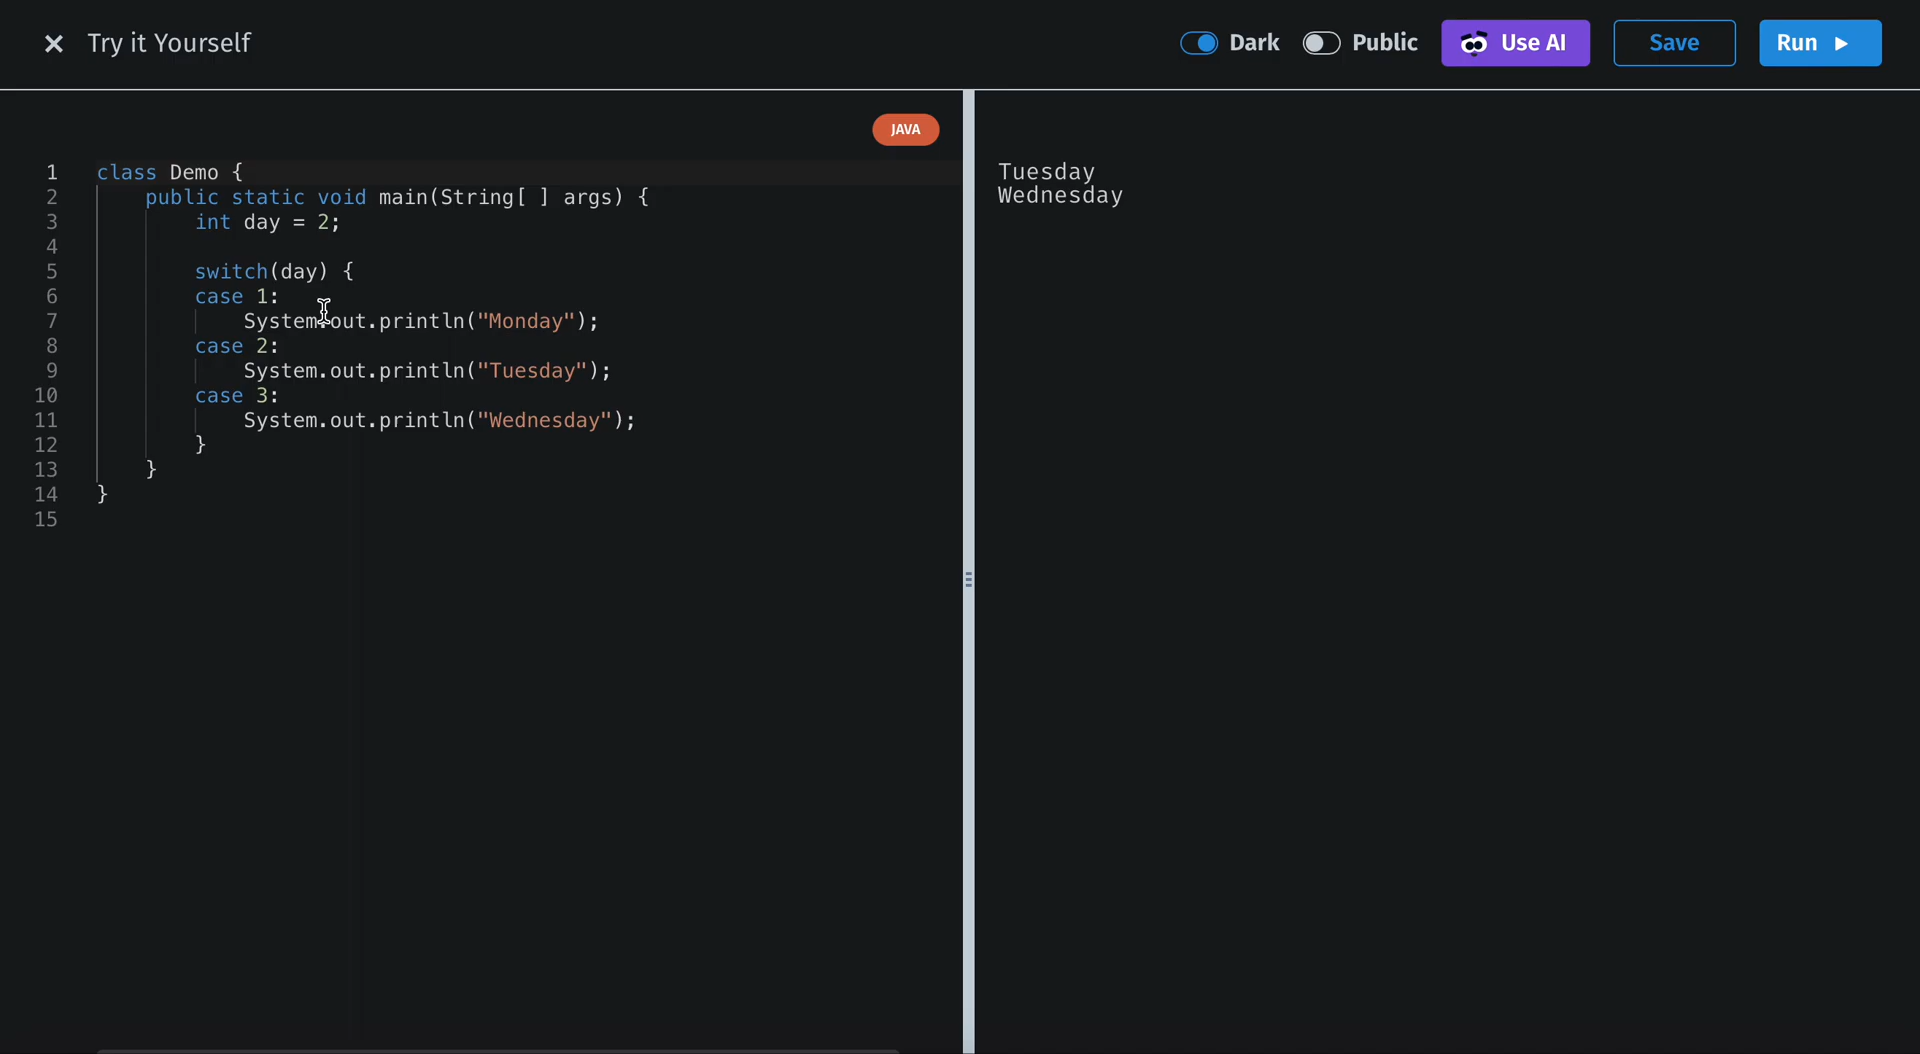 Try it Yourself
Dark
Public
Use AI
Save
Run
JAVA
1 class Demo {
2     public static void main(String[ ] args) {
3         int day = 2;
4
5         switch(day) {
6         case 1:
7             System.out.println("Monday");
8         case 2:
9             System.out.println("Tuesday");
10         case 3:
11             System.out.println("Wednesday");
12         }
13     }
14 }
15
Tuesday
Wednesday